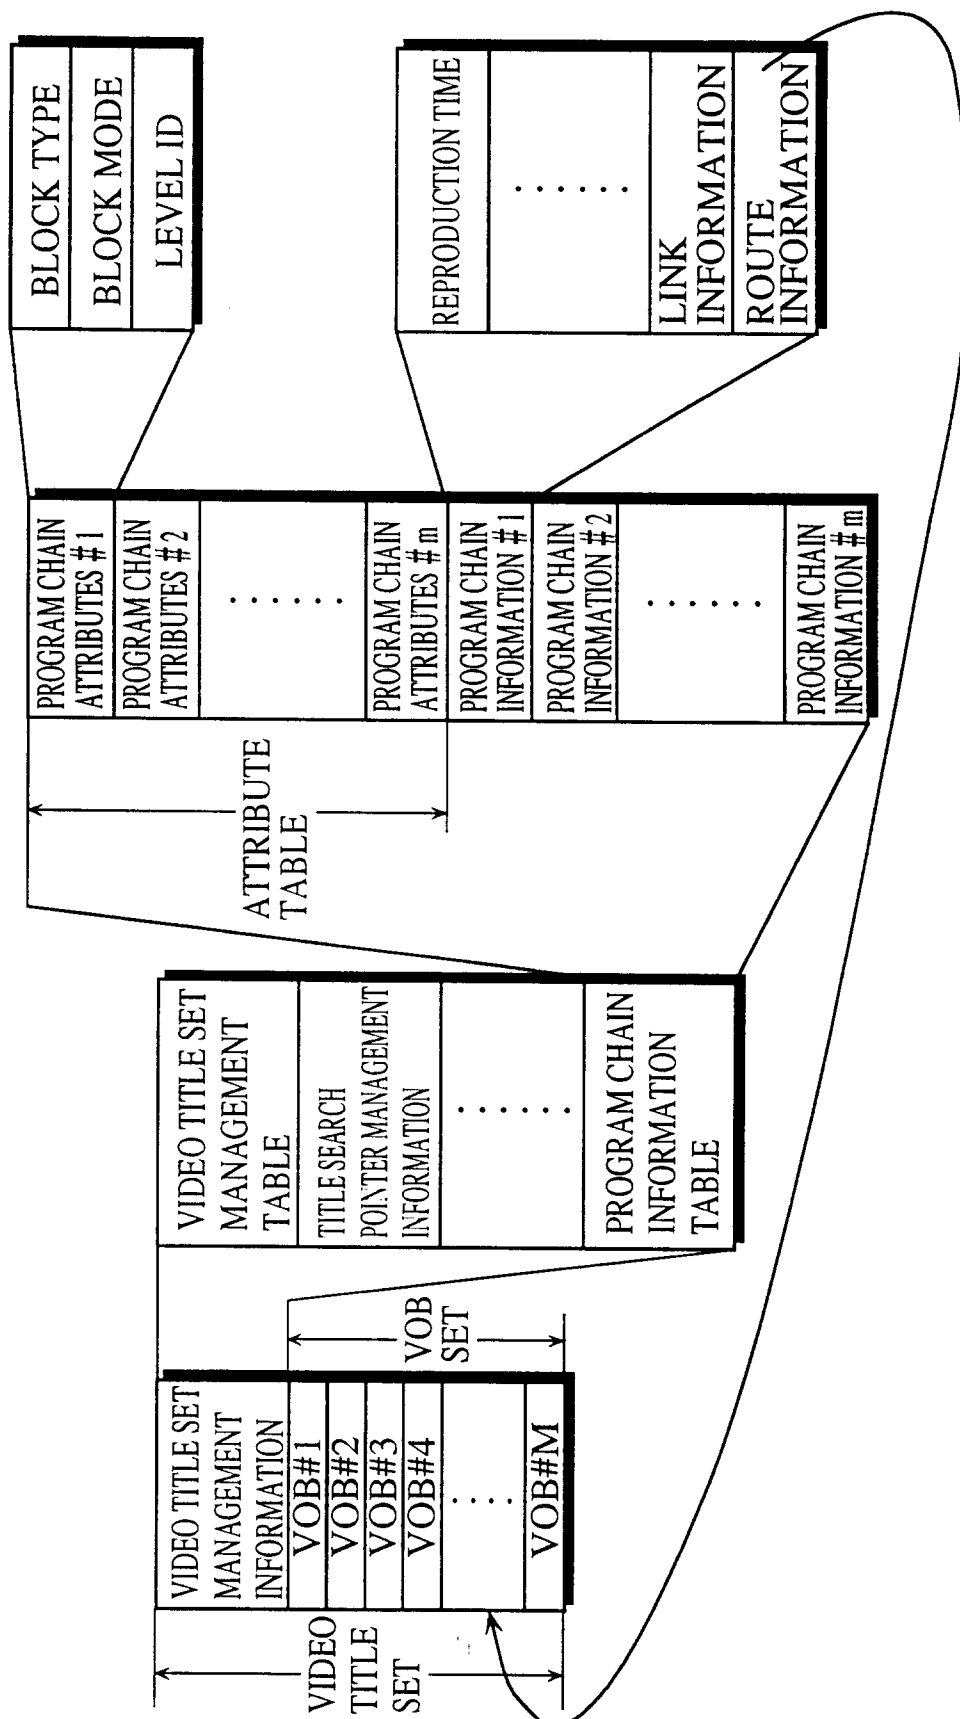 VIDEO
TITLE
SET
VIDEO TITLE SET
MANAGEMENT
INFORMATION
VOB#1
VOB#2
VOB#3
VOB#4
.....
VOB#M
VOB
SET
VIDEO TITLE SET
MANAGEMENT
TABLE
TITLE SEARCH
POINTER MANAGEMENT
INFORMATION
......
PROGRAM CHAIN
INFORMATION
TABLE
ATTRIBUTE
TABLE
PROGRAM CHAIN
ATTRIBUTES #1
PROGRAM CHAIN
ATTRIBUTES #2
......
PROGRAM CHAIN
ATTRIBUTES #m
PROGRAM CHAIN
INFORMATION #1
PROGRAM CHAIN
INFORMATION #2
......
PROGRAM CHAIN
INFORMATION #m
BLOCK TYPE
BLOCK MODE
LEVEL ID
REPRODUCTION TIME
......
LINK
INFORMATION
ROUTE
INFORMATION